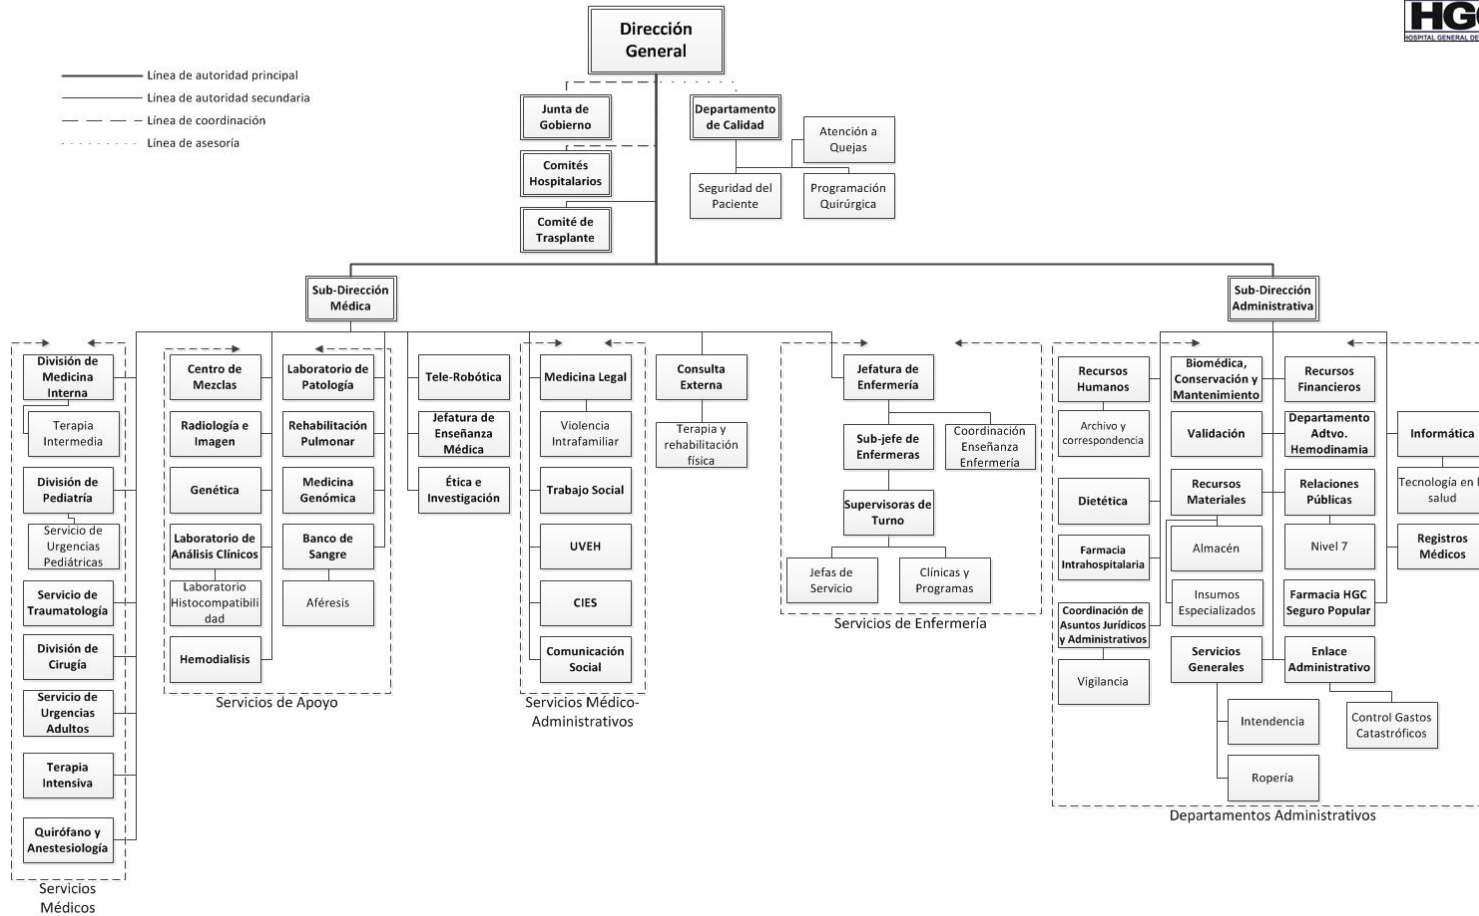 Dirección
General
HGC
HOSPITAL GENERAL DE
Línea de autoridad principal
Línea de autoridad secundaria
Línea de coordinación
Línea de asesoría
Junta de
Gobierno
Departamento
de Calidad
Atención a
Quejas
Comités
Hospitalarios
Seguridad del
Paciente
Programación
Quirúrgica
Comité de
Trasplante
Sub-Dirección
Médica
Sub-Dirección
Administrativa
División de
Medicina
Interna
Terapia
Intermedia
División de
Pediatría
Servicio de
Urgencias
Pediátricas
Servicio de
Traumatología
División de
Cirugía
Servicio de
Urgencias
Adultos
Terapia
Intensiva
Quirófano y
Anestesiología
Servicios
Médicos
Centro de
Mezclas
Radiología e
Imagen
Genética
Laboratorio de
Análisis Clínicos
Laboratorio
Histocompatibili
dad
Hemodialisis
Laboratorio de
Patología
Rehabilitación
Pulmonar
Medicina
Genómica
Banco de
Sangre
Aféresis
Servicios de Apoyo
Tele-Robótica
Jefatura de
Enseñanza
Médica
Ética e
Investigación
Medicina Legal
Violencia
Intrafamiliar
Trabajo Social
UVEH
CIES
Comunicación
Social
Servicios Médico-
Administrativos
Consulta
Externa
Terapia y
rehabilitación
física
Jefatura de
Enfermería
Sub-jefe de
Enfermeras
Coordinación
Enseñanza
Enfermería
Supervisoras de
Turno
Jefas de
Servicio
Clínicas y
Programas
Servicios de Enfermería
Recursos
Humanos
Archivo y
correspondencia
Dietética
Farmacia
Intrahospitalaria
Coordinación de
Asuntos Jurídicos
y Administrativos
Vigilancia
Biomédica,
Conservación y
Mantenimiento
Validación
Recursos
Materiales
Almacén
Insumos
Especializados
Servicios
Generales
Intendencia
Ropería
Recursos
Financieros
Departamento
Adtvo.
Hemodinamia
Relaciones
Públicas
Nivel 7
Farmacia HGC
Seguro Popular
Enlace
Administrativo
Control Gastos
Catastróficos
Informática
Tecnología en
salud
Registros
Médicos
Departamentos Administrativos